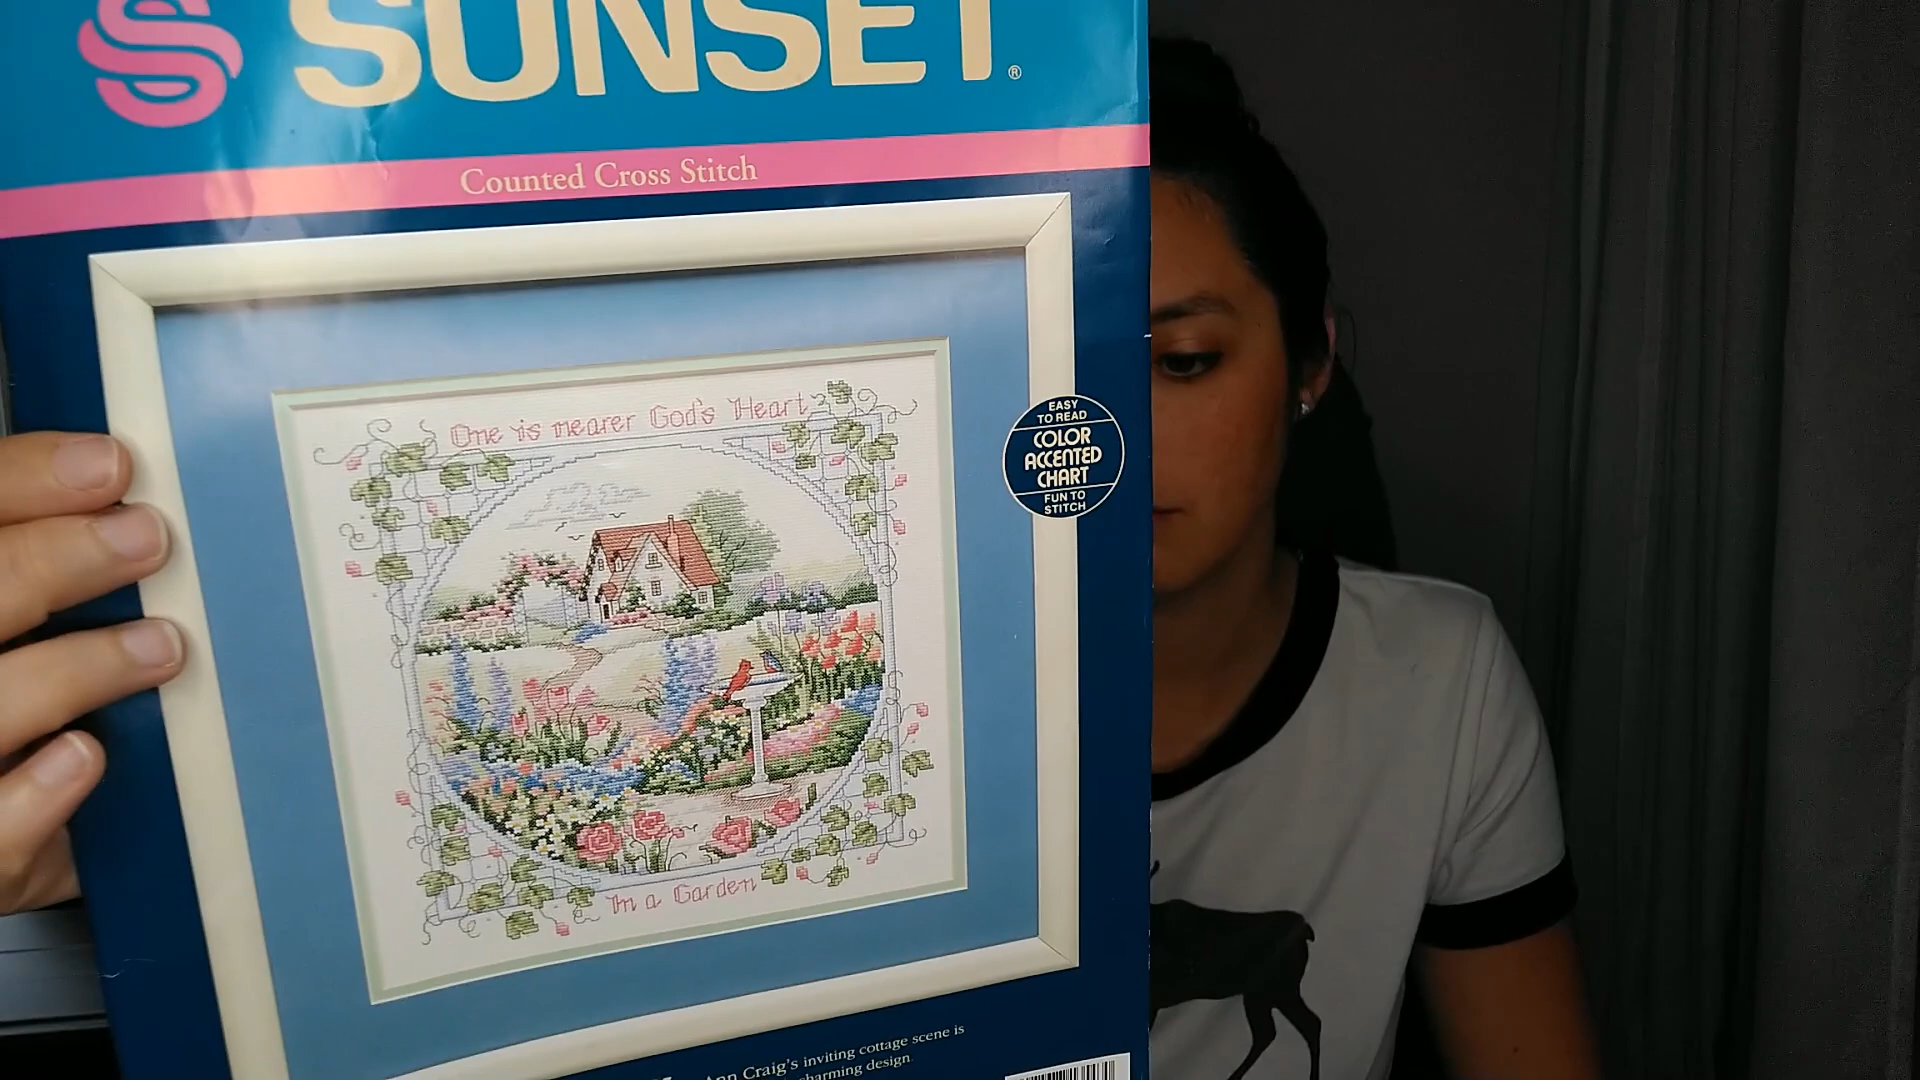 SUNSET®
Counted Cross Stitch
One is nearer God's Heart
In a Garden
EASY
TO READ
COLOR
ACCENTED
CHART
FUN TO
STITCH
Ann Craig's inviting cottage scene is
charming design.